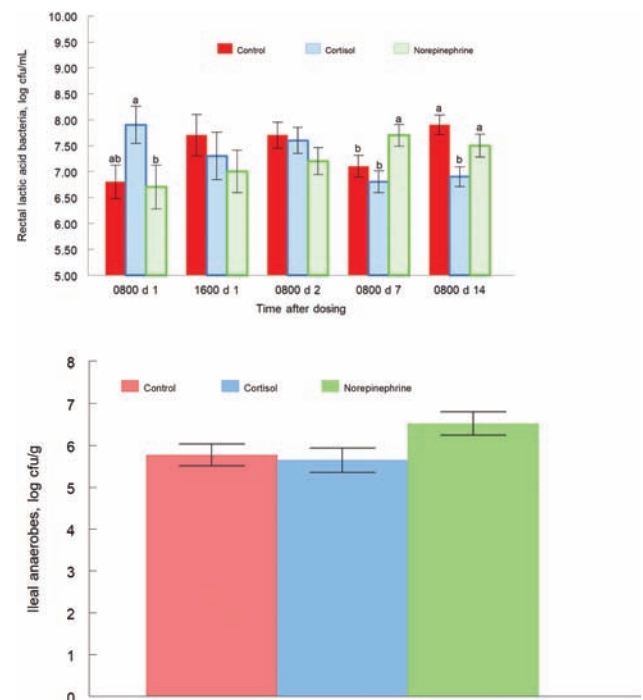 10.00
9.50
9.00
8.50
8.00
7.50
7.00
6.50
6.00
5.50
5.00
Rectal lactic acid bacteria, log cfu/mL
Control Cortisol Norepinephrine
ab a b
b b a
a b a
0800 d 1 1600 d 1 0800 d 2 0800 d 7 0800 d 14
Time after dosing
8
7
6
5
4
3
2
1
0
Ileal anaerobes, log cfu/g
Control Cortisol Norepinephrine